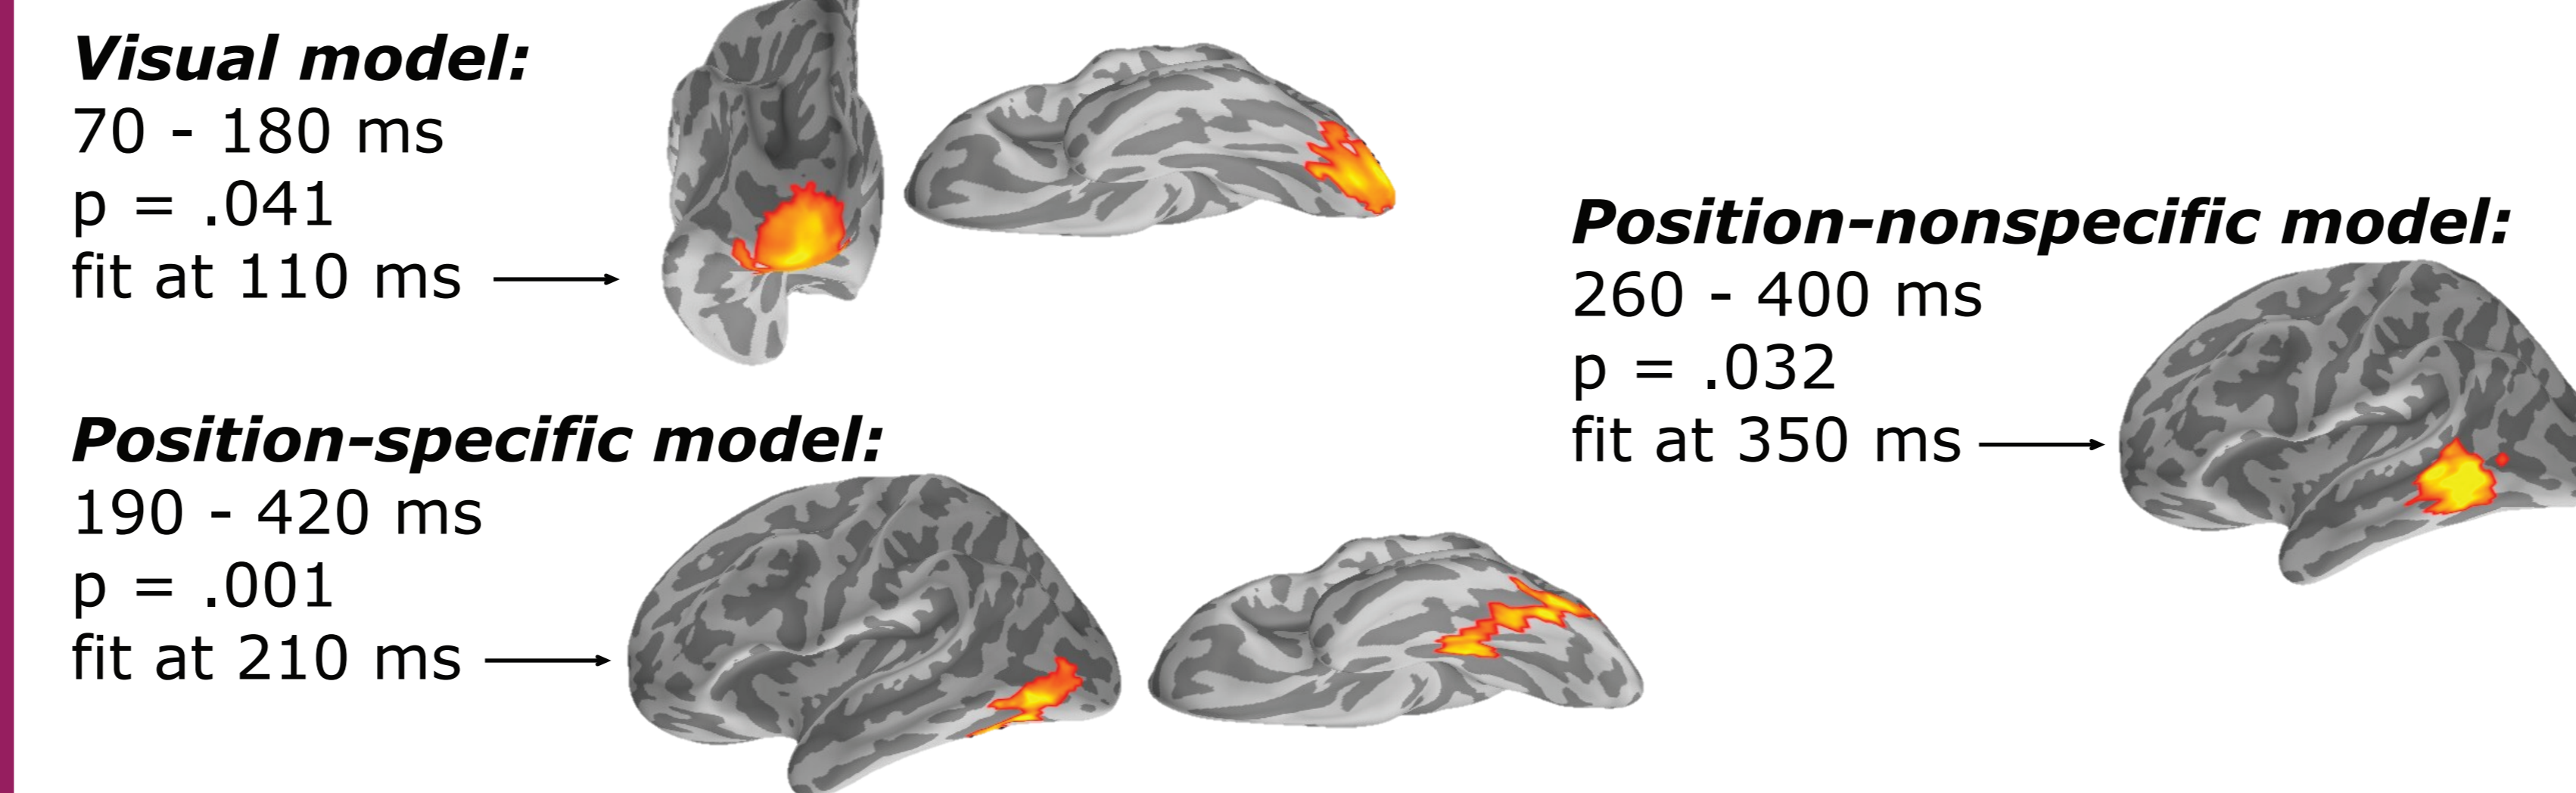 Visual model:
70 - 180 ms
p = .041
fit at 110 ms
Position-specific model:
190 - 420 ms
p = .001
fit at 210 ms
Position-nonspecific model:
260 - 400 ms
p = .032
fit at 350 ms